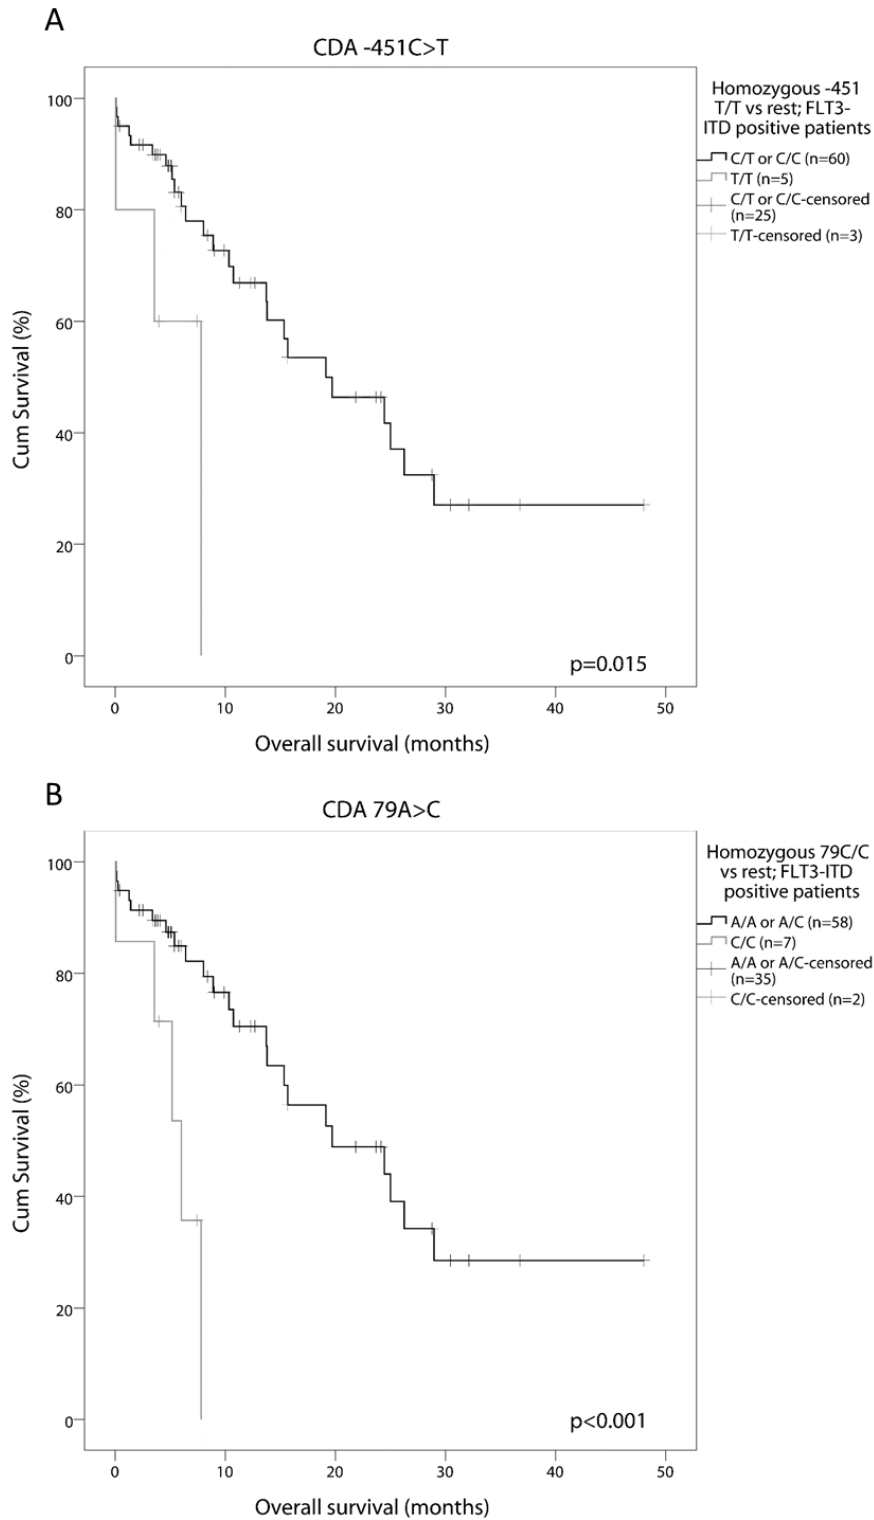 A
CDA -451C>T
Homozygous -451
T/T vs rest; FLT3-
ITD positive patients
C/T or C/C (n=60)
T/T (n=5)
C/T or C/C-censored
(n=25)
T/T-censored (n=3)
100
80
60
40
20
0
Cum Survival (%)
p=0.015
0 10 20 30 40 50
Overall survival (months)
B
CDA 79A>C
Homozygous 79C/C
vs rest; FLT3-ITD
positive patients
A/A or A/C (n=58)
C/C (n=7)
A/A or A/C-censored
(n=35)
C/C-censored (n=2)
100
80
60
40
20
0
Cum Survival (%)
p<0.001
0 10 20 30 40 50
Overall survival (months)